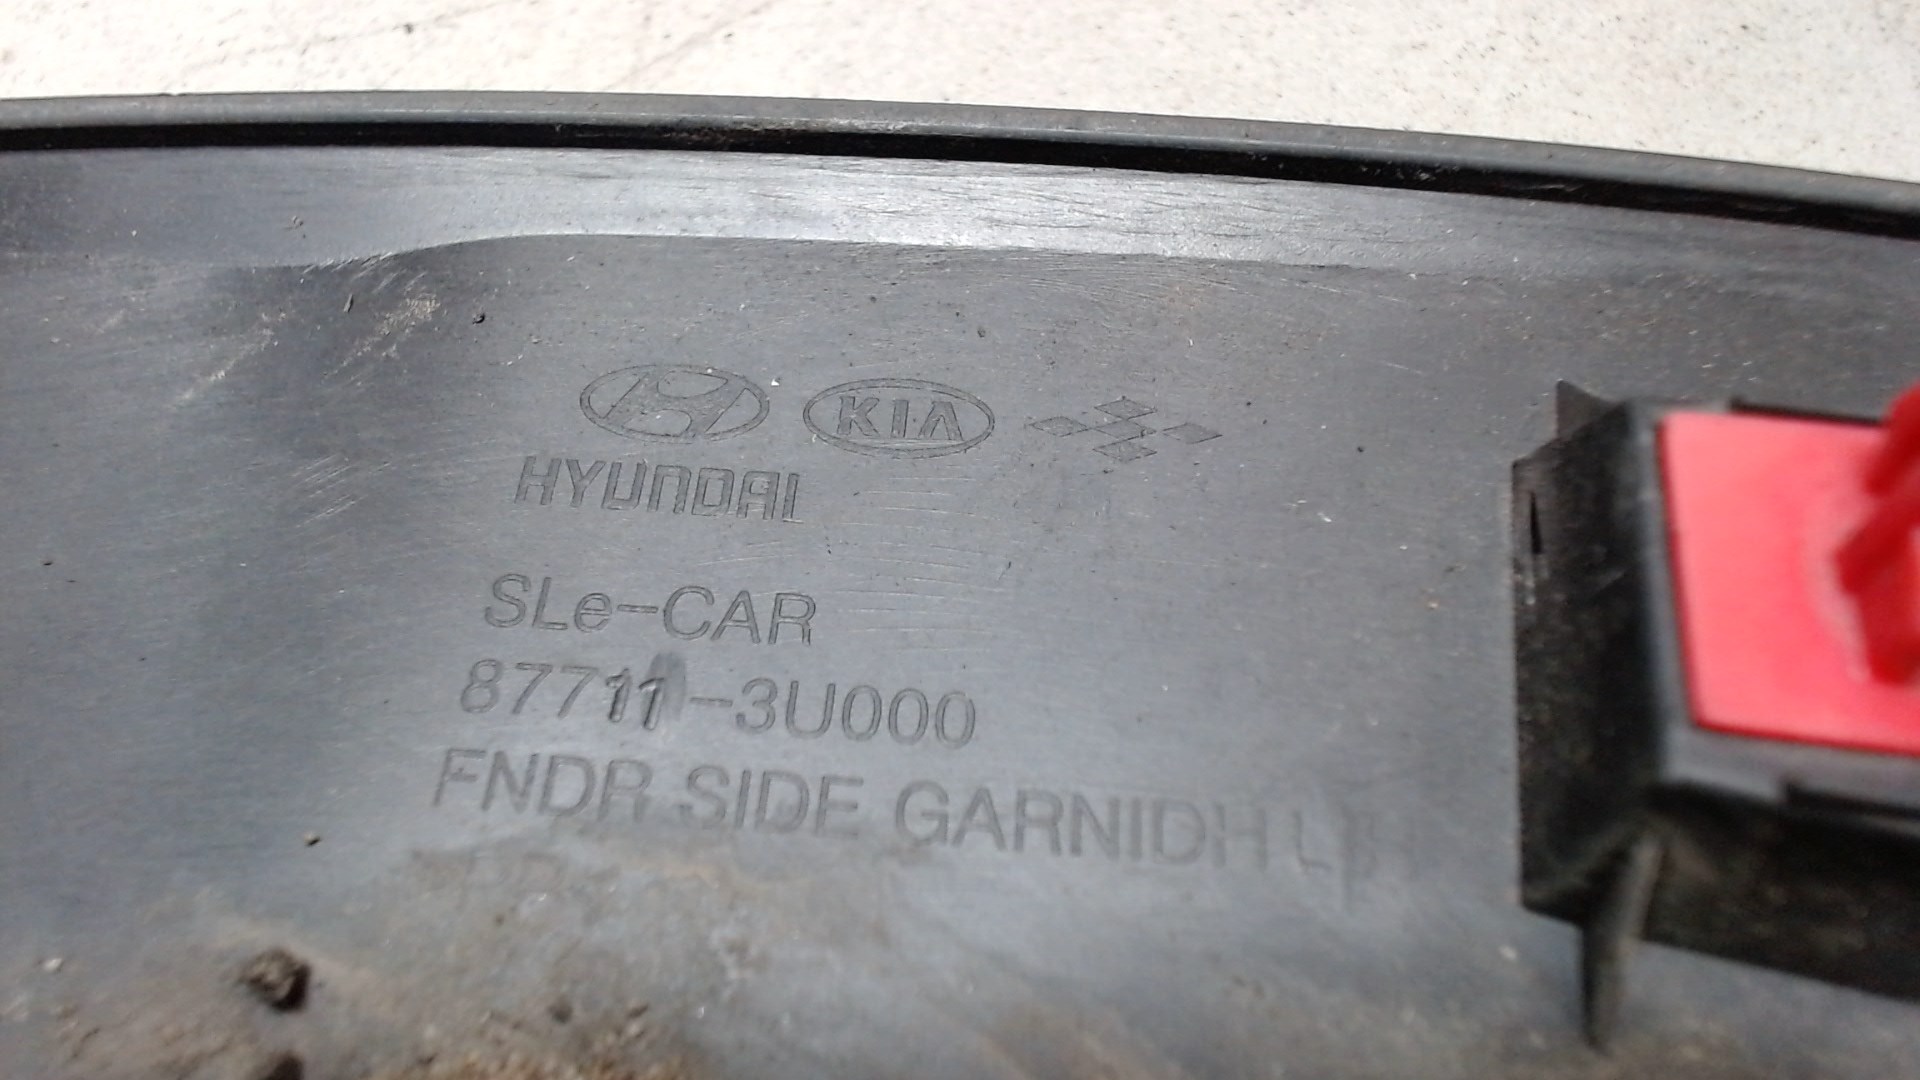 KIA
HYUNDAI
SLe-CAR
87711-3U000
FNDR SIDE GARNIDH